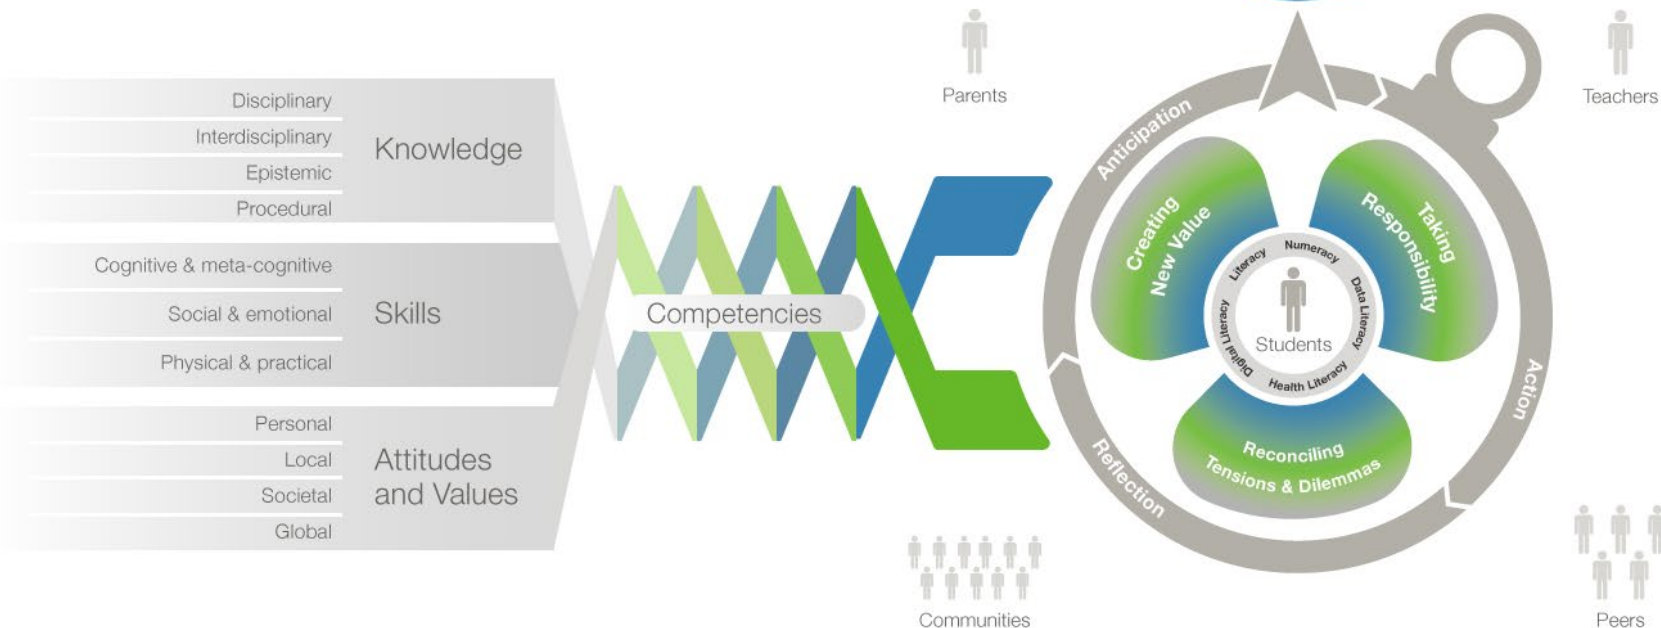 Disciplinary
Interdisciplinary
Epistemic
Procedural
Knowledge
Cognitive & meta-cognitive
Social & emotional
Physical & practical
Skills
Personal
Local
Societal
Global
Attitudes
and Values
Competencies
Parents
Teachers
Anticipation
Action
Reflection
Creating
New Value
Taking
Responsibility
Reconciling
Tensions & Dilemmas
Literacy
Numeracy
Data Literacy
Health Literacy
Digital Literacy
Students
Communities
Peers